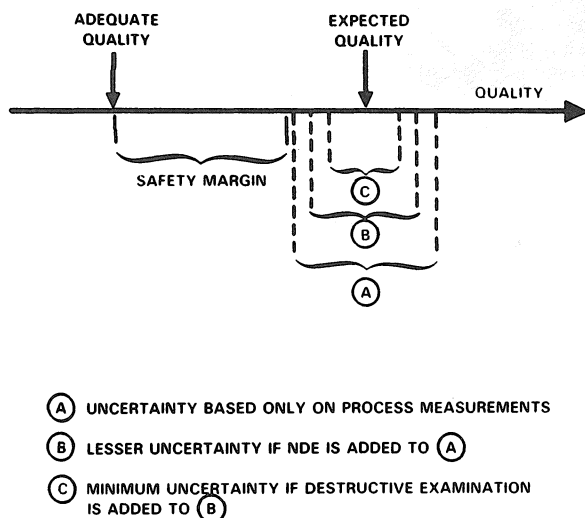 ADEQUATE
QUALITY
EXPECTED
QUALITY
QUALITY
SAFETY MARGIN
C
B
A
A UNCERTAINTY BASED ONLY ON PROCESS MEASUREMENTS
B LESSER UNCERTAINTY IF NDE IS ADDED TO A
C MINIMUM UNCERTAINTY IF DESTRUCTIVE EXAMINATION
IS ADDED TO B